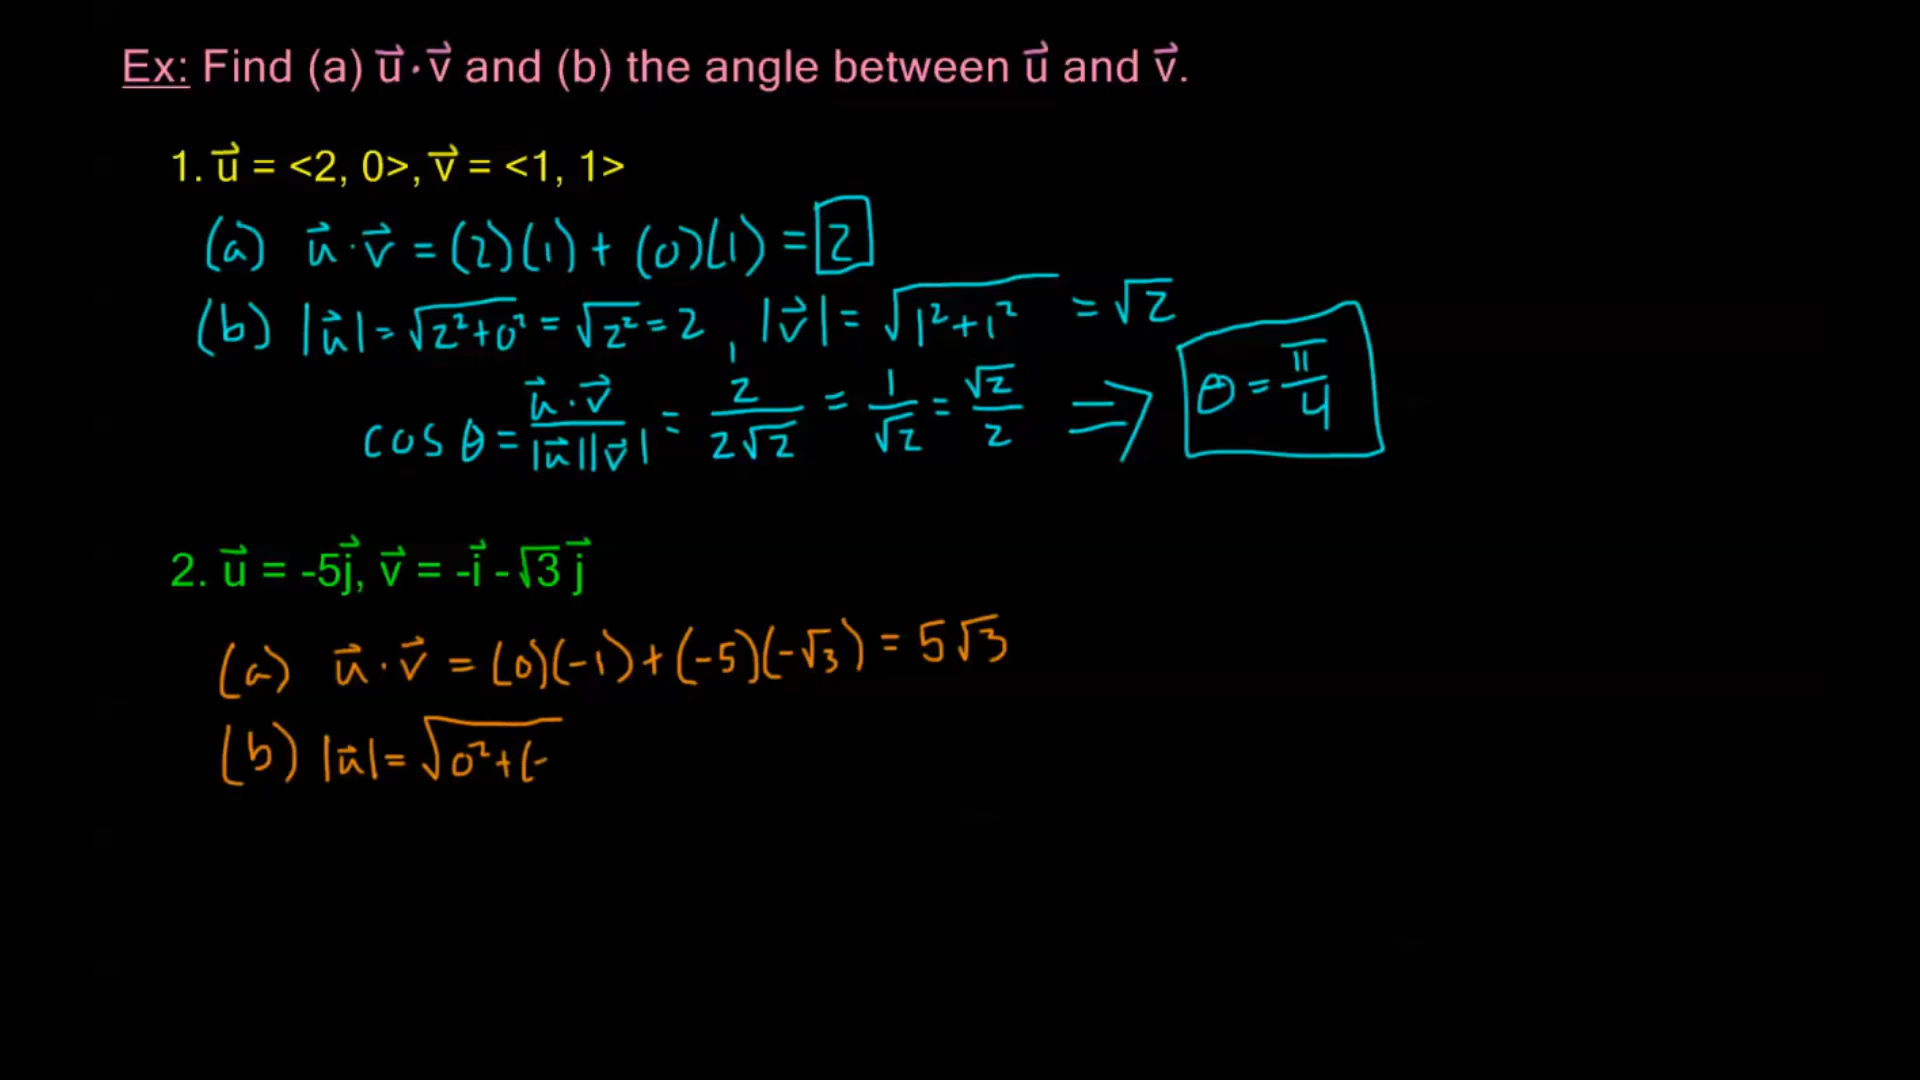 Ex: Find (a) u⃗·v⃗ and (b) the angle between u⃗ and v⃗.
1. u⃗ = <2, 0>, v⃗ = <1, 1>
(a) u⃗·v⃗ = (2)(1) + (0)(1) = 2
(b) |u⃗| = √(2²+0²) = √2² = 2, |v⃗| = √(1²+1²) = √2
cos θ = u⃗·v⃗/|u⃗||v⃗| = 2/2√2 = 1/√2 = √2/2 ⇒ θ = π/4
2. u⃗ = -5j⃗, v⃗ = -i⃗ - √3 j⃗
(a) u⃗·v⃗ = (0)(-1) + (-5)(-√3) = 5√3
(b) |u⃗| = √0²+(-